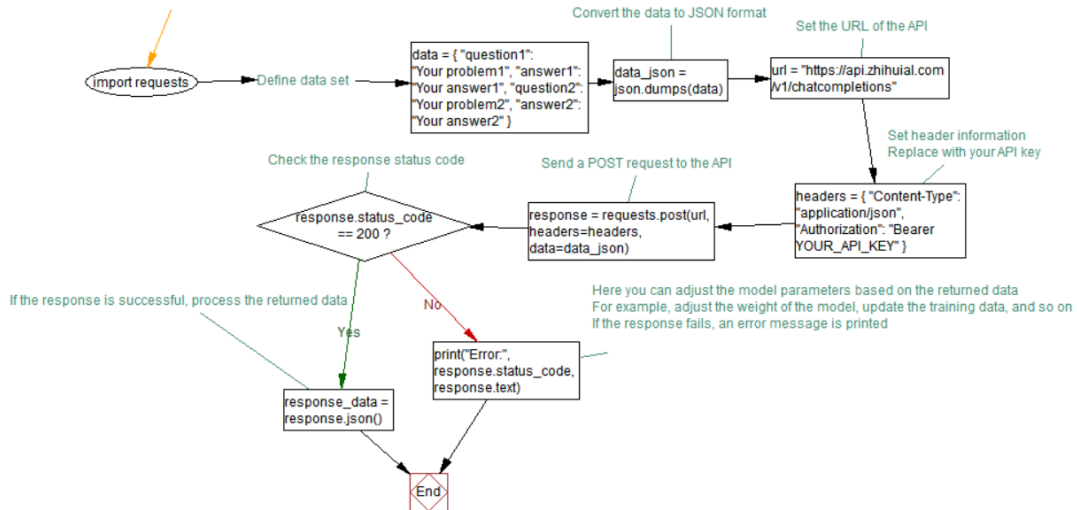 Convert the data to JSON format
Set the URL of the API
import requests
Define data set
data = { "question1":
"Your problem1", "answer1":
"Your answer1", "question2":
"Your problem2", "answer2":
"Your answer2" }
data_json =
json.dumps(data)
url = "https://api.zhihuial.com
/v1/chatcompletions"
Set header information
Replace with your API key
headers = { "Content-Type":
"application/json",
"Authorization": "Bearer
YOUR_API_KEY" }
Send a POST request to the API
response = requests.post(url,
headers=headers,
data=data_json)
Check the response status code
response.status_code
== 200 ?
If the response is successful, process the returned data
Yes
No
Here you can adjust the model parameters based on the returned data
For example, adjust the weight of the model, update the training data, and so on
If the response fails, an error message is printed
print("Error:",
response.status_code,
response.text)
response_data =
response.json()
End